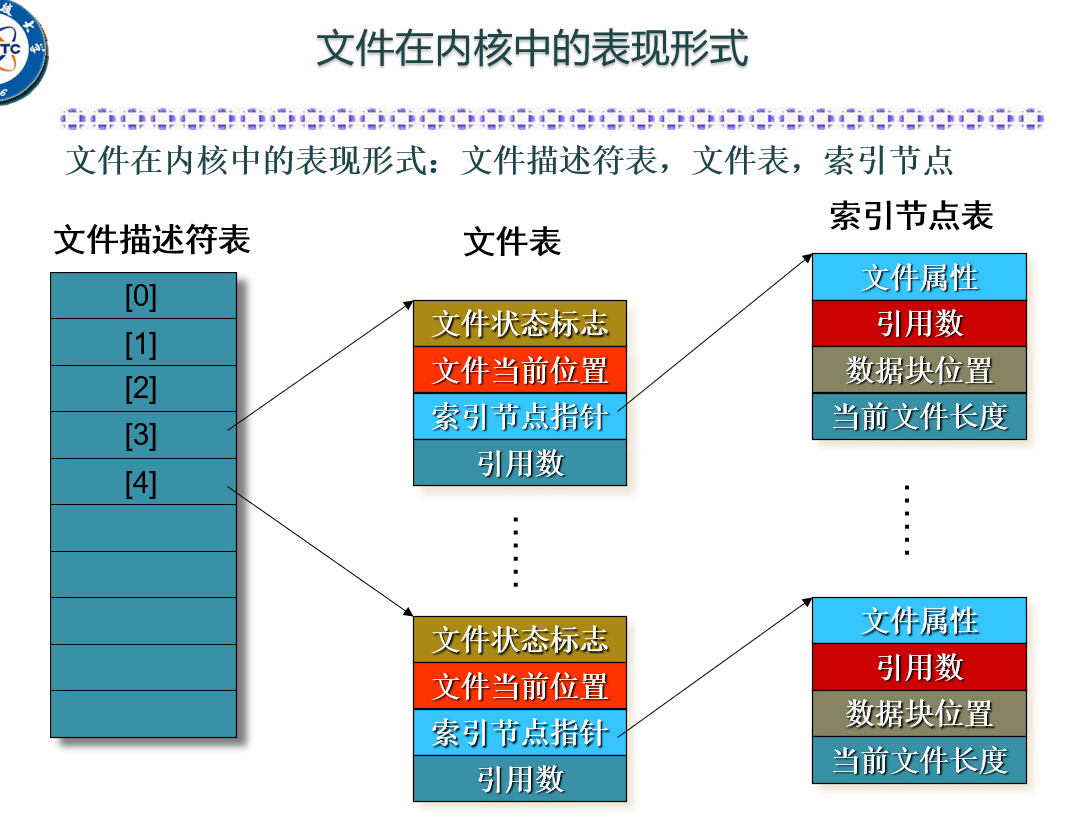 文件在内核中的表现形式
文件在内核中的表现形式：文件描述符表，文件表，索引节点
文件描述符表
[0]
[1]
[2]
[3]
[4]
文件表
文件状态标志
文件当前位置
索引节点指针
引用数
……
文件状态标志
文件当前位置
索引节点指针
引用数
索引节点表
文件属性
引用数
数据块位置
当前文件长度
……
文件属性
引用数
数据块位置
当前文件长度